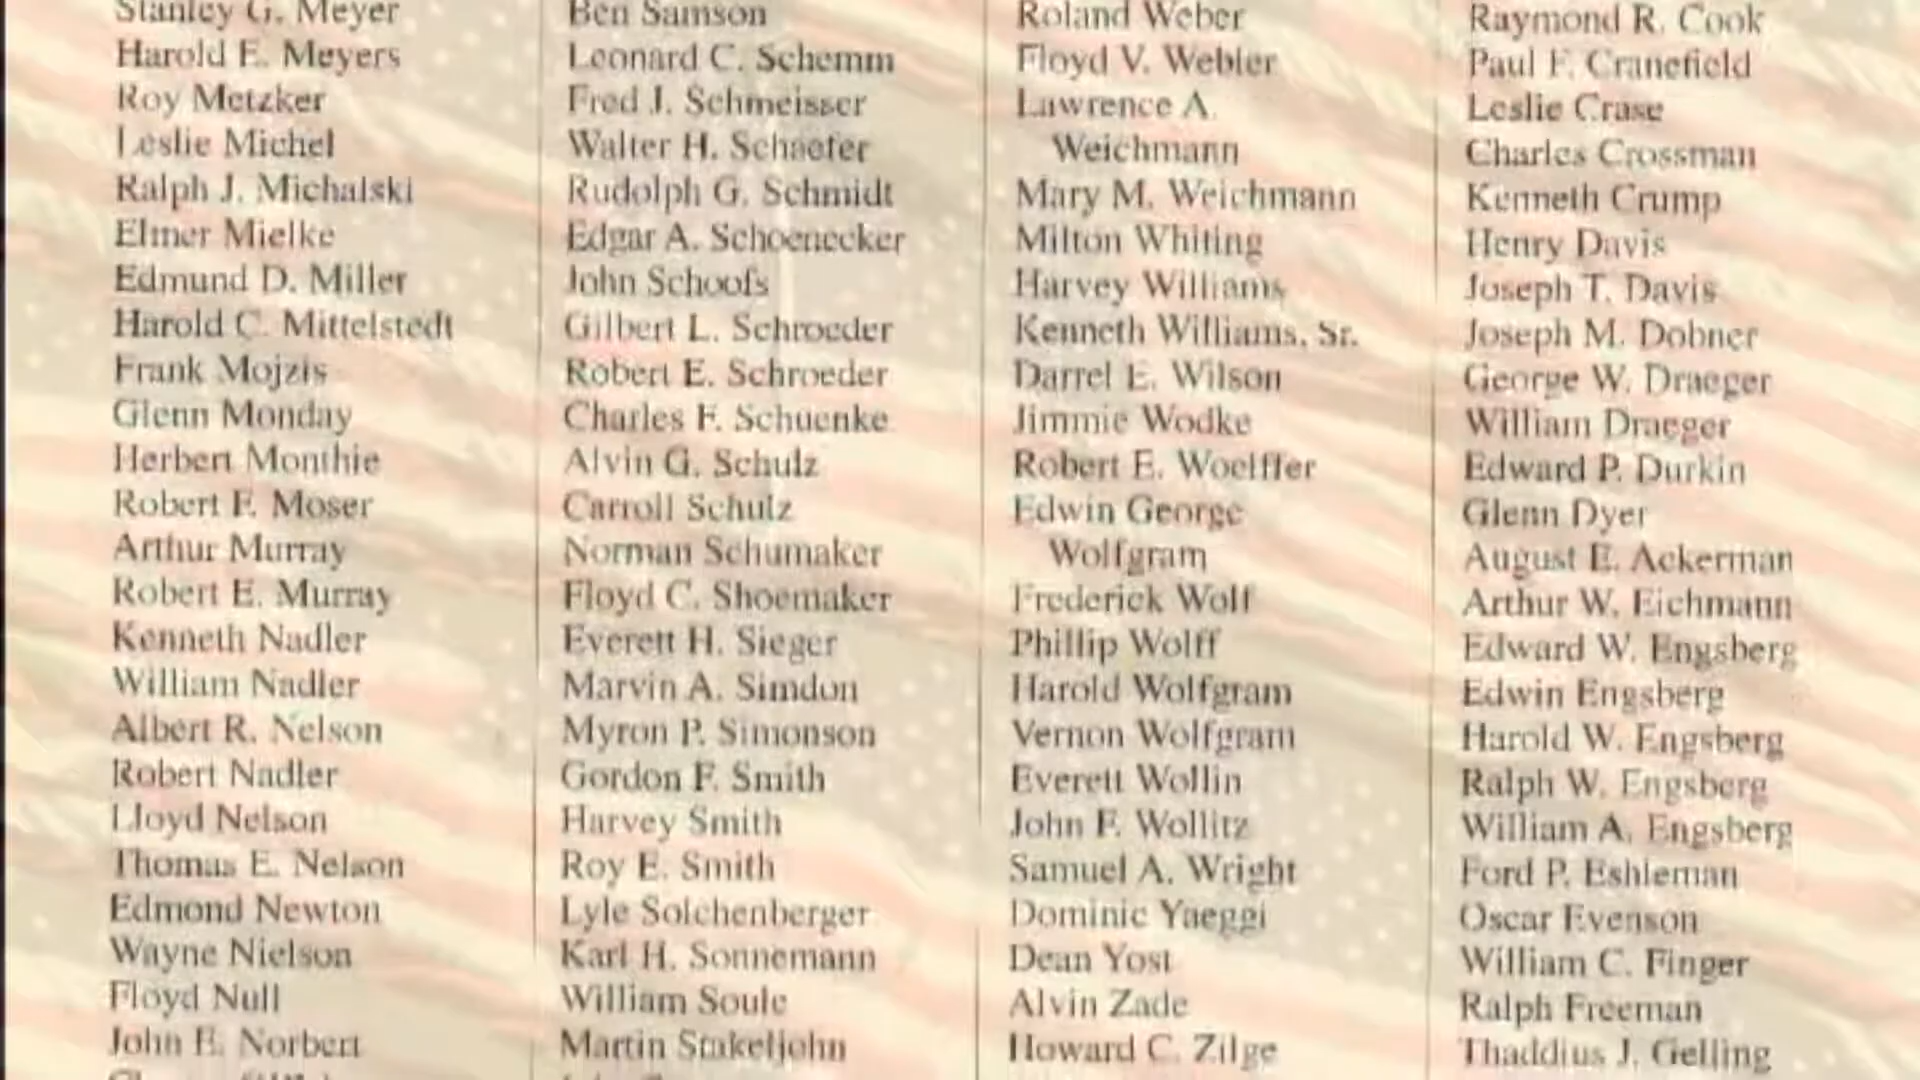 Stanley G. Meyer
Harold E. Meyers
Roy Metzker
Leslie Michel
Ralph J. Michalski
Elmer Mielke
Edmund D. Miller
Harold C. Mittelstedt
Frank Mojzis
Glenn Monday
Herbert Monthie
Robert F. Moser
Arthur Murray
Robert E. Murray
Kenneth Nadler
William Nadler
Albert R. Nelson
Robert Nadler
Lloyd Nelson
Thomas E. Nelson
Edmond Newton
Wayne Nielson
Floyd Null
John E. Norbert
Ben Samson
Leonard C. Schemm
Fred J. Schmeisser
Walter H. Schaefer
Rudolph G. Schmidt
Edgar A. Schoenecker
John Schoofs
Gilbert L. Schroeder
Robert E. Schroeder
Charles F. Schuenke
Alvin G. Schulz
Carroll Schulz
Norman Schumaker
Floyd C. Shoemaker
Everett H. Sieger
Marvin A. Simdon
Myron P. Simonson
Gordon F. Smith
Harvey Smith
Roy E. Smith
Lyle Solchenberger
Karl H. Sonnemann
William Soule
Martin Stakeljohn
Roland Weber
Floyd V. Webler
Lawrence A.
Weichmann
Mary M. Weichmann
Milton Whiting
Harvey Williams
Kenneth Williams, Sr.
Darrel E. Wilson
Jimmie Wodke
Robert E. Woelffer
Edwin George
Wolfgram
Frederick Wolf
Phillip Wolff
Harold Wolfgram
Vernon Wolfgram
Everett Wollin
John F. Wollitz
Samuel A. Wright
Dominic Yaeggi
Dean Yost
Alvin Zade
Howard C. Zilge
Raymond R. Cook
Paul F. Cranefield
Leslie Crase
Charles Crossman
Kenneth Crump
Henry Davis
Joseph T. Davis
Joseph M. Dobner
George W. Draeger
William Draeger
Edward P. Durkin
Glenn Dyer
August E. Ackerman
Arthur W. Eichmann
Edward W. Engsberg
Edwin Engsberg
Harold W. Engsberg
Ralph W. Engsberg
William A. Engsberg
Ford P. Eshleman
Oscar Evenson
William C. Finger
Ralph Freeman
Thaddius J. Gelling